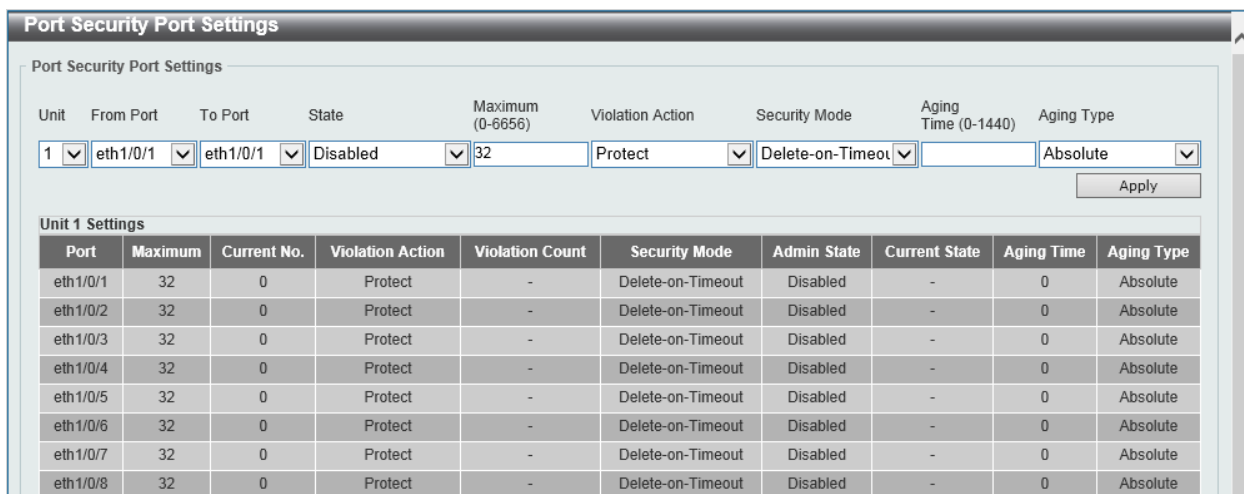 Port Security Port Settings
Port Security Port Settings
Unit From Port To Port State Maximum (0-6656) Violation Action Security Mode Aging Time (0-1440) Aging Type
1 eth1/0/1 eth1/0/1 Disabled 32 Protect Delete-on-Timeou Absolute
Apply
Unit 1 Settings
Port Maximum Current No. Violation Action Violation Count Security Mode Admin State Current State Aging Time Aging Type
eth1/0/1 32 0 Protect - Delete-on-Timeout Disabled - 0 Absolute
eth1/0/2 32 0 Protect - Delete-on-Timeout Disabled - 0 Absolute
eth1/0/3 32 0 Protect - Delete-on-Timeout Disabled - 0 Absolute
eth1/0/4 32 0 Protect - Delete-on-Timeout Disabled - 0 Absolute
eth1/0/5 32 0 Protect - Delete-on-Timeout Disabled - 0 Absolute
eth1/0/6 32 0 Protect - Delete-on-Timeout Disabled - 0 Absolute
eth1/0/7 32 0 Protect - Delete-on-Timeout Disabled - 0 Absolute
eth1/0/8 32 0 Protect - Delete-on-Timeout Disabled - 0 Absolute